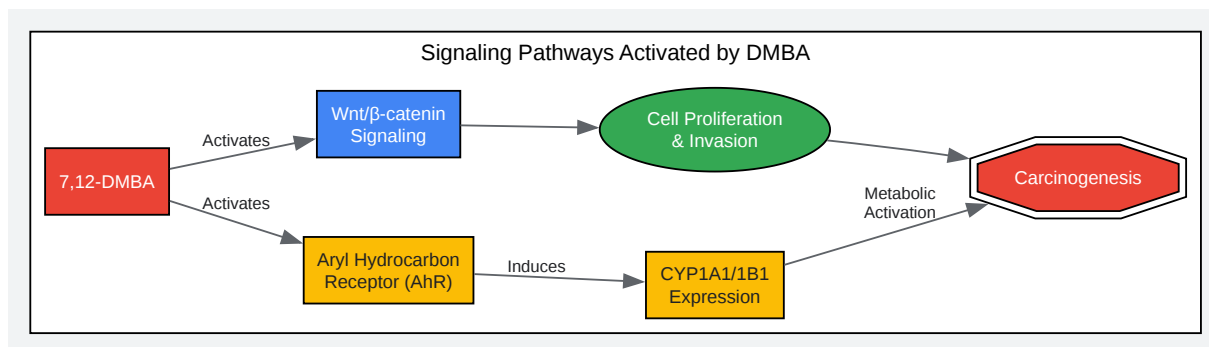 Signaling Pathways Activated by DMBA
7,12-DMBA
Activates
Wnt/β-catenin
Signaling
Cell Proliferation
& Invasion
Carcinogenesis
Activates
Aryl Hydrocarbon
Receptor (AhR)
Induces
CYP1A1/1B1
Expression
Metabolic
Activation